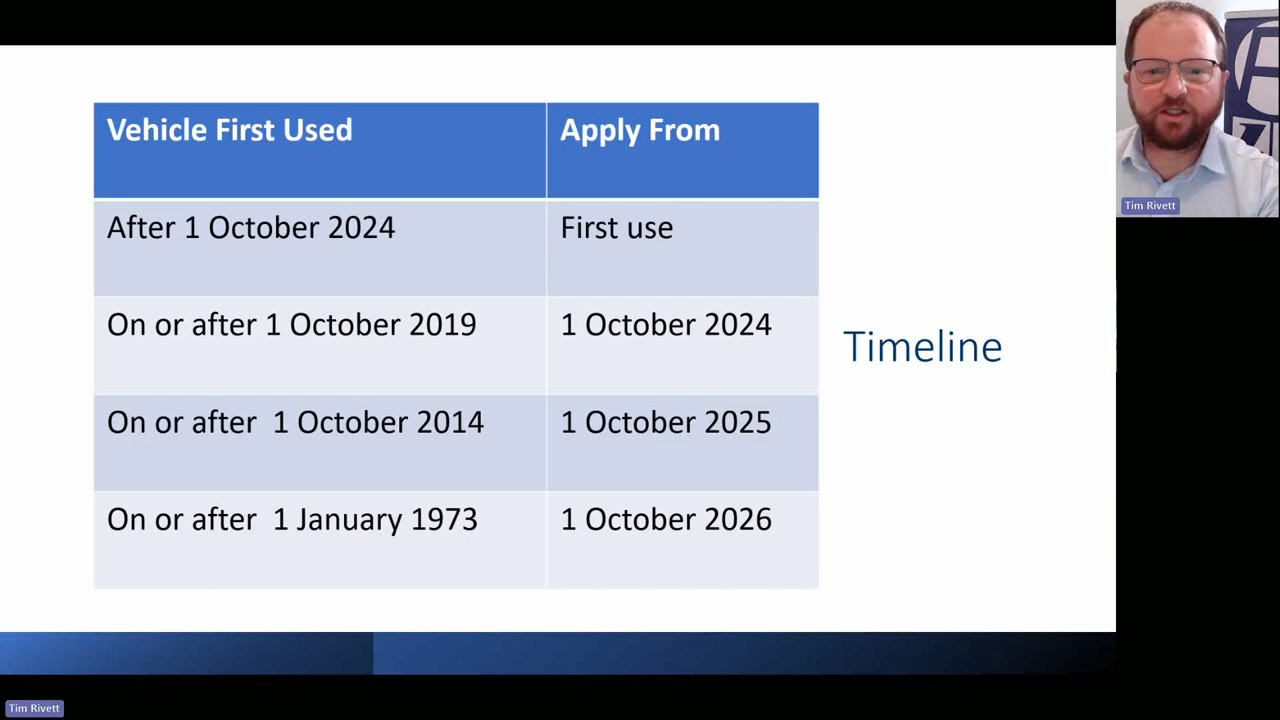 Vehicle First Used Apply From
After 1 October 2024 First use
On or after 1 October 2019 1 October 2024
On or after 1 October 2014 1 October 2025
On or after 1 January 1973 1 October 2026
Timeline
Tim Rivett
Tim Rivett